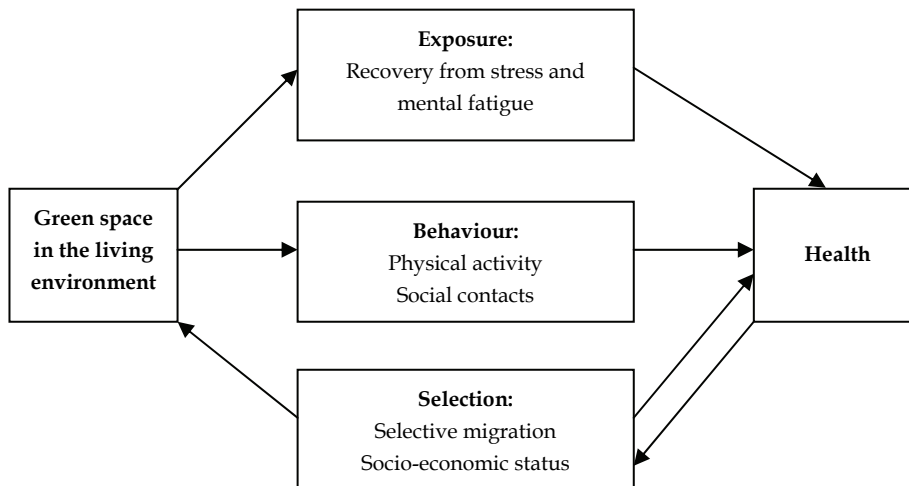 Exposure:
Recovery from stress and
mental fatigue
Green space
in the living
environment
Behaviour:
Physical activity
Social contacts
Health
Selection:
Selective migration
Socio-economic status